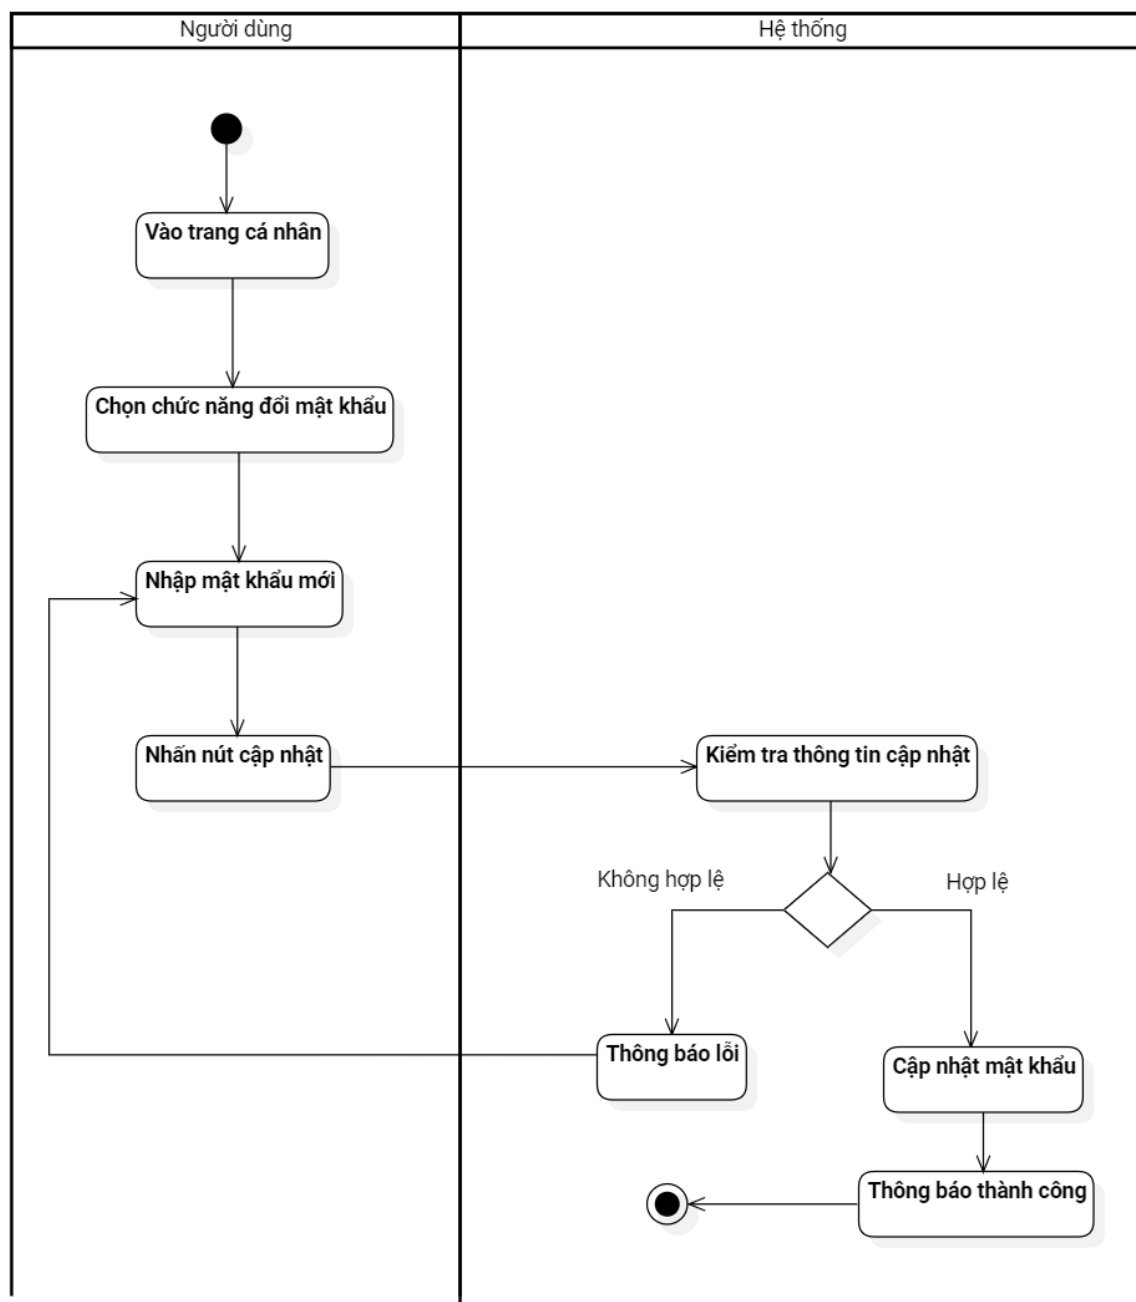 Người dùng
Hệ thống
Vào trang cá nhân
Chọn chức năng đổi mật khẩu
Nhập mật khẩu mới
Nhấn nút cập nhật
Kiểm tra thông tin cập nhật
Không hợp lệ
Hợp lệ
Thông báo lỗi
Cập nhật mật khẩu
Thông báo thành công